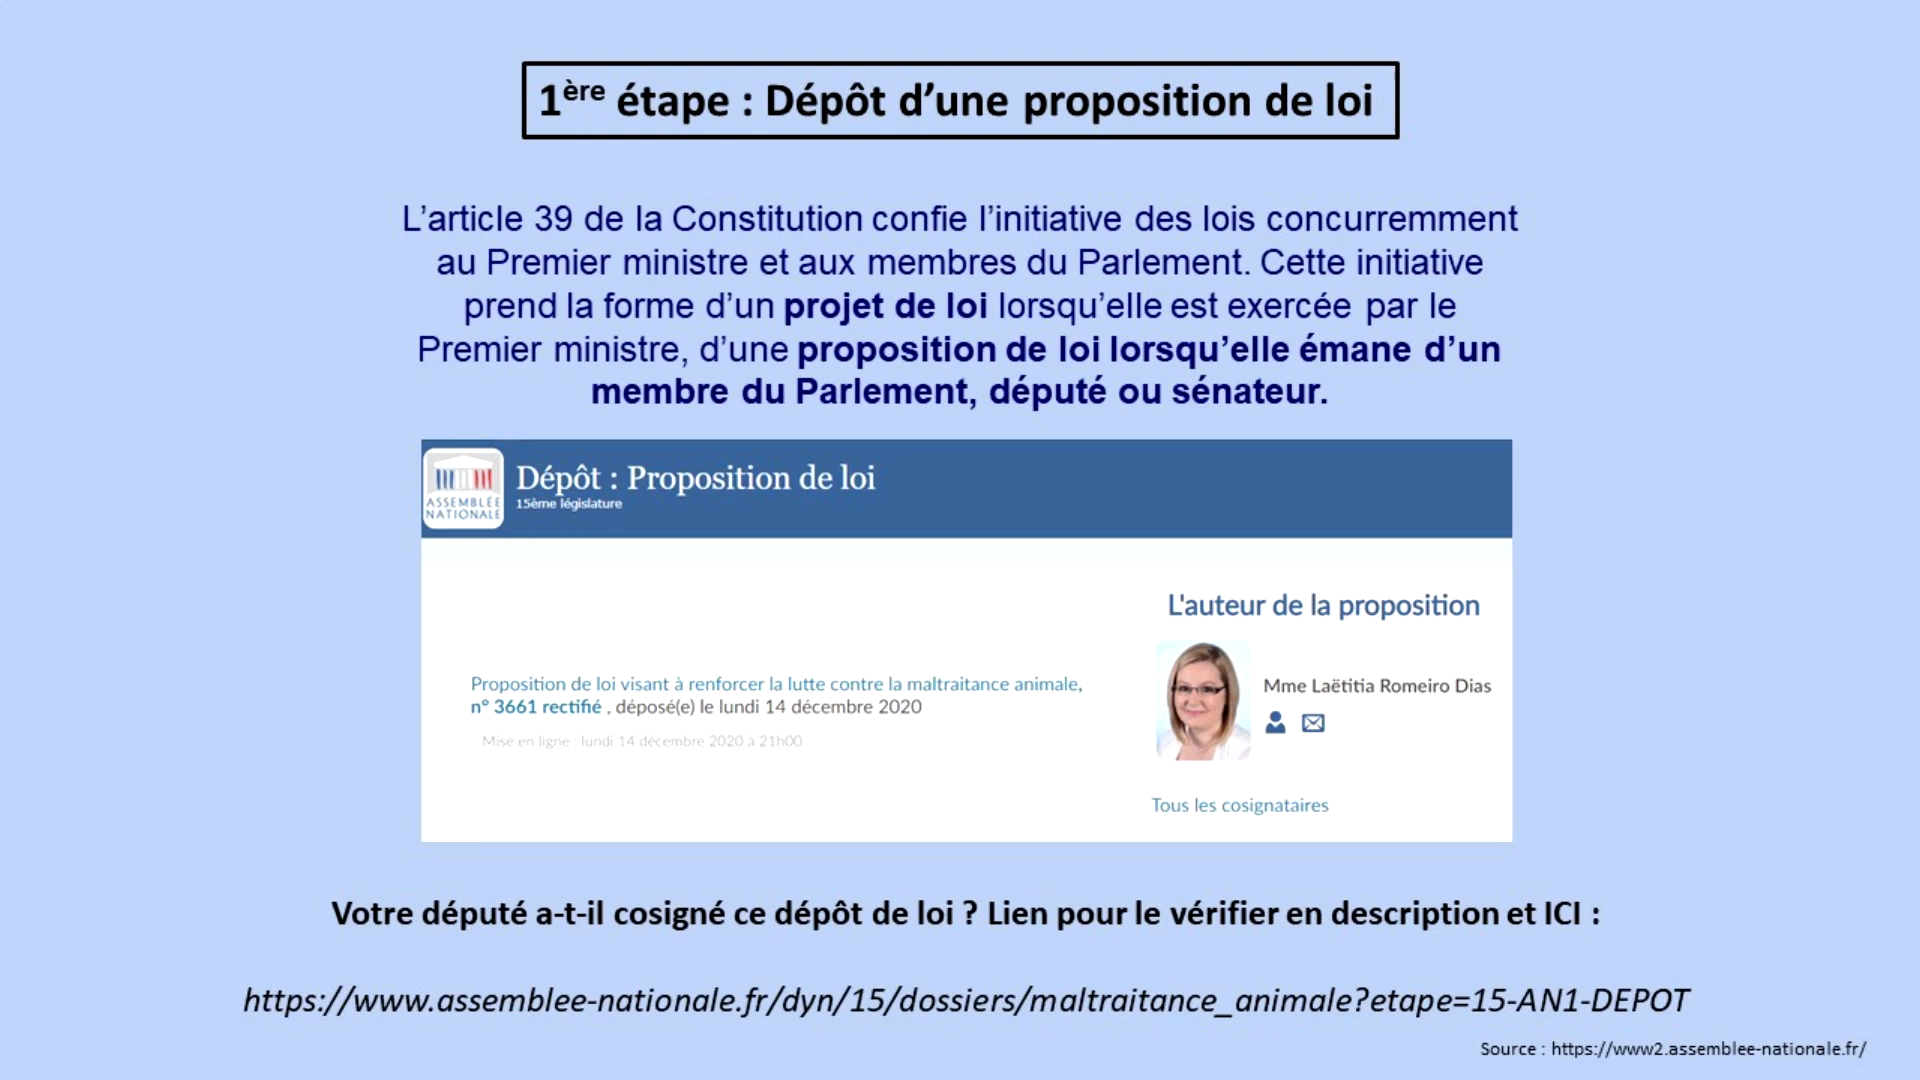 1ère étape : Dépôt d’une proposition de loi
L’article 39 de la Constitution confie l’initiative des lois concurremment
au Premier ministre et aux membres du Parlement. Cette initiative
prend la forme d’un projet de loi lorsqu’elle est exercée par le
Premier ministre, d’une proposition de loi lorsqu’elle émane d’un
membre du Parlement, député ou sénateur.
ASSEMBLÉE
NATIONALE
Dépôt : Proposition de loi
15ème législature
L'auteur de la proposition
Proposition de loi visant à renforcer la lutte contre la maltraitance animale,
n° 3661 rectifié , déposé(e) le lundi 14 décembre 2020
Mise en ligne : lundi 14 décembre 2020 à 21h00
Mme Laëtitia Romeiro Dias
Tous les cosignataires
Votre député a-t-il cosigné ce dépôt de loi ? Lien pour le vérifier en description et ICI :
https://www.assemblee-nationale.fr/dyn/15/dossiers/maltraitance_animale?etape=15-AN1-DEPOT
Source : https://www2.assemblee-nationale.fr/